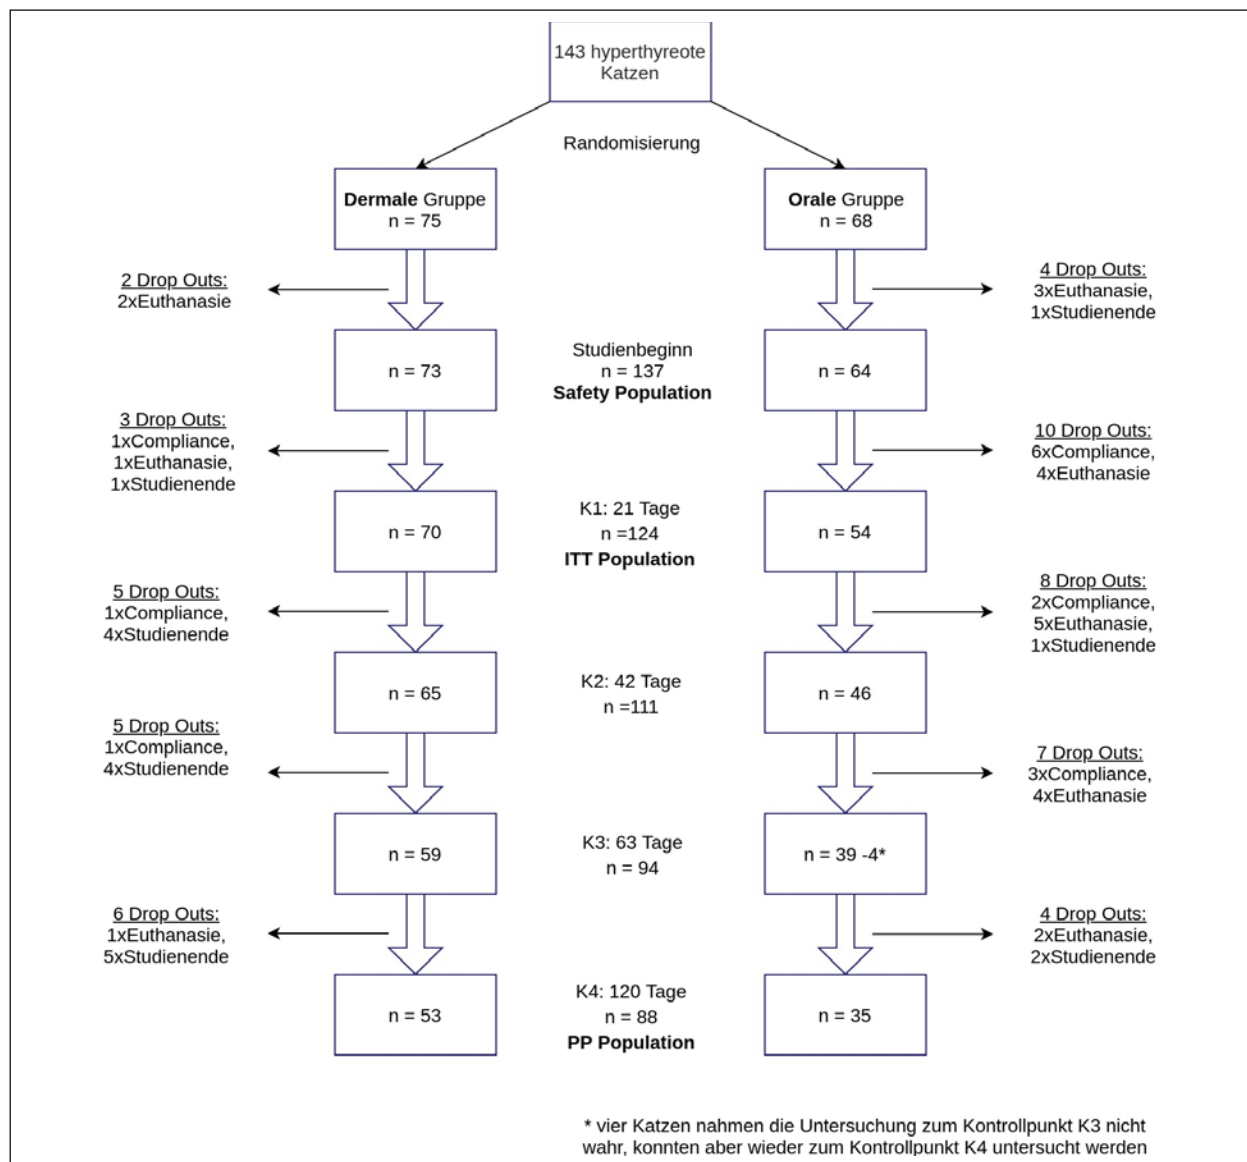 143 hyperthyreote
Katzen
Randomisierung
Dermale Gruppe
n = 75
Orale Gruppe
n = 68
2 Drop Outs:
2xEuthanasie
4 Drop Outs:
3xEuthanasie,
1xStudienende
n = 73
Studienbeginn
n = 137
Safety Population
n = 64
3 Drop Outs:
1xCompliance,
1xEuthanasie,
1xStudienende
10 Drop Outs:
6xCompliance,
4xEuthanasie
n = 70
K1: 21 Tage
n =124
ITT Population
n = 54
5 Drop Outs:
1xCompliance,
4xStudienende
8 Drop Outs:
2xCompliance,
5xEuthanasie,
1xStudienende
n = 65
K2: 42 Tage
n =111
n = 46
5 Drop Outs:
1xCompliance,
4xStudienende
7 Drop Outs:
3xCompliance,
4xEuthanasie
n = 59
K3: 63 Tage
n = 94
n = 39 -4*
6 Drop Outs:
1xEuthanasie,
5xStudienende
4 Drop Outs:
2xEuthanasie,
2xStudienende
n = 53
K4: 120 Tage
n = 88
PP Population
n = 35
* vier Katzen nahmen die Untersuchung zum Kontrollpunkt K3 nicht
wahr, konnten aber wieder zum Kontrollpunkt K4 untersucht werden